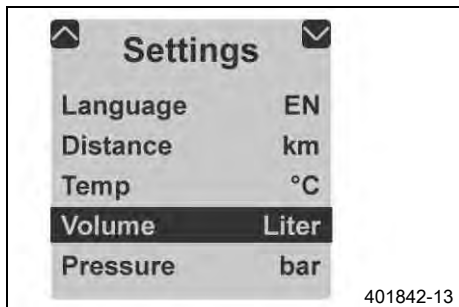 Settings
Language EN
Distance km
Temp °C
Volume Liter
Pressure bar
401842-13